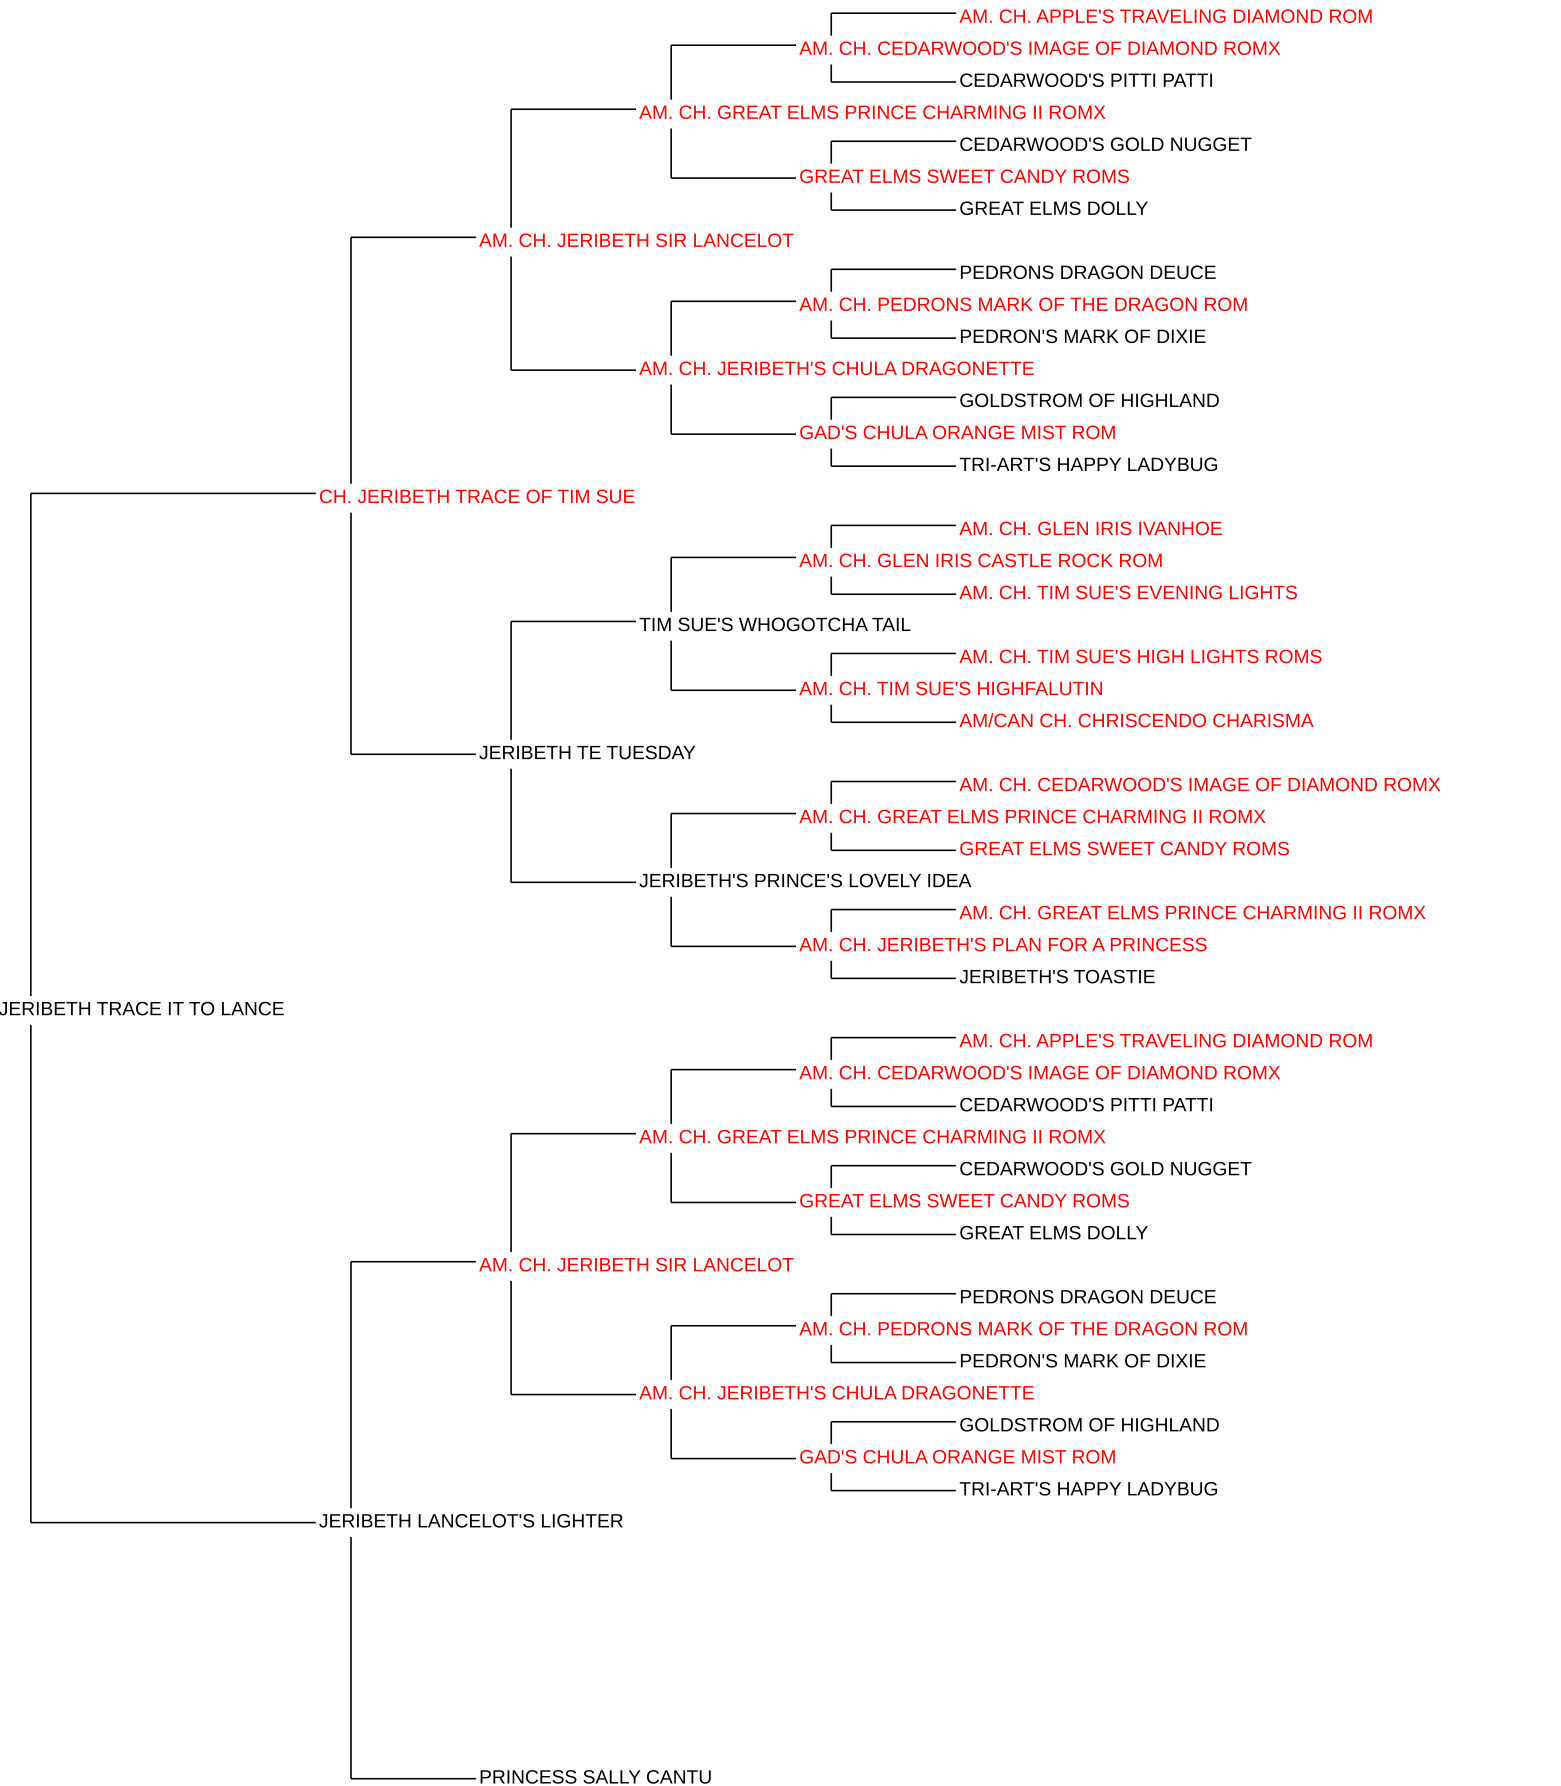 AM. CH. APPLE'S TRAVELING DIAMOND ROM
AM. CH. CEDARWOOD'S IMAGE OF DIAMOND ROMX
CEDARWOOD'S PITTI PATTI
AM. CH. GREAT ELMS PRINCE CHARMING II ROMX
CEDARWOOD'S GOLD NUGGET
GREAT ELMS SWEET CANDY ROMS
GREAT ELMS DOLLY
AM. CH. JERIBETH SIR LANCELOT
PEDRONS DRAGON DEUCE
AM. CH. PEDRONS MARK OF THE DRAGON ROM
PEDRON'S MARK OF DIXIE
AM. CH. JERIBETH'S CHULA DRAGONETTE
GOLDSTROM OF HIGHLAND
GAD'S CHULA ORANGE MIST ROM
TRI-ART'S HAPPY LADYBUG
CH. JERIBETH TRACE OF TIM SUE
AM. CH. GLEN IRIS IVANHOE
AM. CH. GLEN IRIS CASTLE ROCK ROM
AM. CH. TIM SUE'S EVENING LIGHTS
TIM SUE'S WHOGOTCHA TAIL
AM. CH. TIM SUE'S HIGH LIGHTS ROMS
AM. CH. TIM SUE'S HIGHFALUTIN
AM/CAN CH. CHRISCENDO CHARISMA
JERIBETH TE TUESDAY
AM. CH. CEDARWOOD'S IMAGE OF DIAMOND ROMX
AM. CH. GREAT ELMS PRINCE CHARMING II ROMX
GREAT ELMS SWEET CANDY ROMS
JERIBETH'S PRINCE'S LOVELY IDEA
AM. CH. GREAT ELMS PRINCE CHARMING II ROMX
AM. CH. JERIBETH'S PLAN FOR A PRINCESS
JERIBETH'S TOASTIE
JERIBETH TRACE IT TO LANCE
AM. CH. APPLE'S TRAVELING DIAMOND ROM
AM. CH. CEDARWOOD'S IMAGE OF DIAMOND ROMX
CEDARWOOD'S PITTI PATTI
AM. CH. GREAT ELMS PRINCE CHARMING II ROMX
CEDARWOOD'S GOLD NUGGET
GREAT ELMS SWEET CANDY ROMS
GREAT ELMS DOLLY
AM. CH. JERIBETH SIR LANCELOT
PEDRONS DRAGON DEUCE
AM. CH. PEDRONS MARK OF THE DRAGON ROM
PEDRON'S MARK OF DIXIE
AM. CH. JERIBETH'S CHULA DRAGONETTE
GOLDSTROM OF HIGHLAND
GAD'S CHULA ORANGE MIST ROM
TRI-ART'S HAPPY LADYBUG
JERIBETH LANCELOT'S LIGHTER
PRINCESS SALLY CANTU